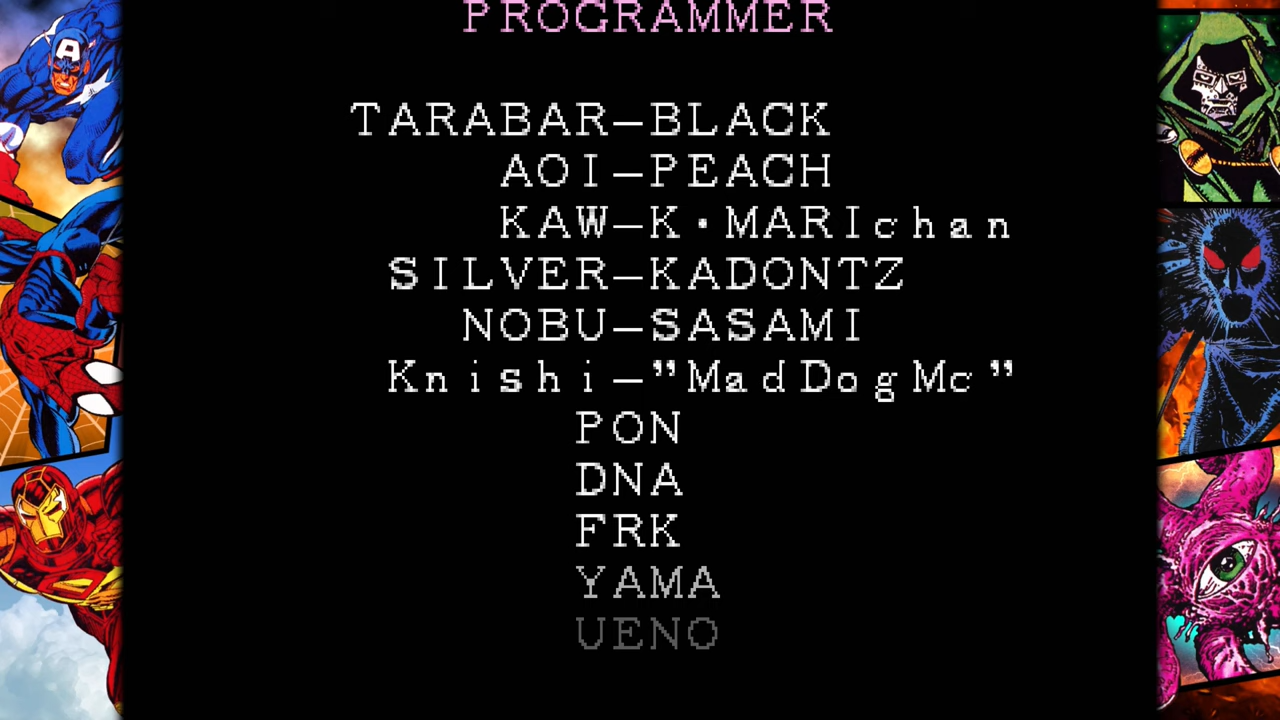 PROGRAMMER
TARABAR—BLACK
AOI—PEACH
KAW—K・MARIchan
SILVER—KADONTZ
NOBU—SASAMI
Knishi—"MadDogMc"
PON
DNA
FRK
YAMA
UENO